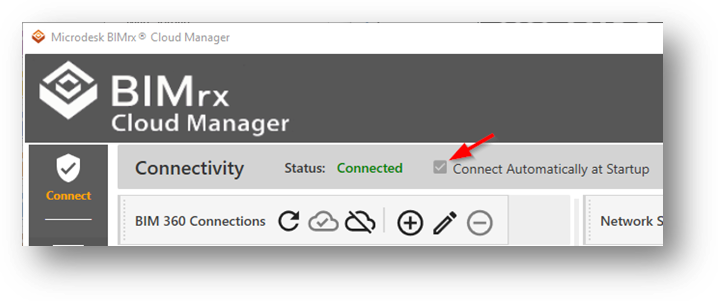 Microdesk BIMrx® Cloud Manager
BIMrx
Cloud Manager
Connect
Connectivity
Status: Connected
Connect Automatically at Startup
BIM 360 Connections
Network S